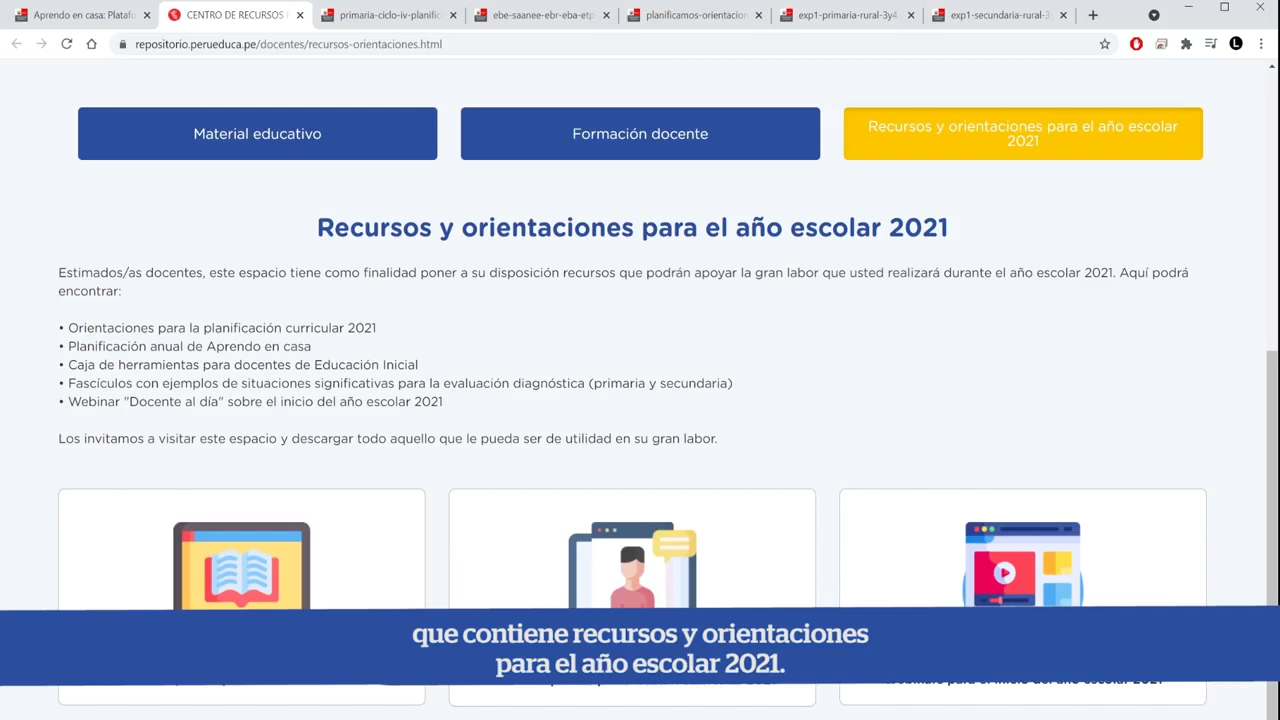 Aprendo en casa: Platafo
CENTRO DE RECURSOS
primaria-ciclo-iv-planific
ebe-saanee-ebr-eba-etp
planificamos-orientacion
exp1-primaria-rural-3y4
exp1-secundaria-rural-3
repositorio.perueduca.pe/docentes/recursos-orientaciones.html
L
Material educativo
Formación docente
Recursos y orientaciones para el año escolar
2021
Recursos y orientaciones para el año escolar 2021
Estimados/as docentes, este espacio tiene como finalidad poner a su disposición recursos que podrán apoyar la gran labor que usted realizará durante el año escolar 2021. Aquí podrá
encontrar:
• Orientaciones para la planificación curricular 2021
• Planificación anual de Aprendo en casa
• Caja de herramientas para docentes de Educación Inicial
• Fascículos con ejemplos de situaciones significativas para la evaluación diagnóstica (primaria y secundaria)
• Webinar "Docente al día" sobre el inicio del año escolar 2021
Los invitamos a visitar este espacio y descargar todo aquello que le pueda ser de utilidad en su gran labor.
que contiene recursos y orientaciones
para el año escolar 2021.